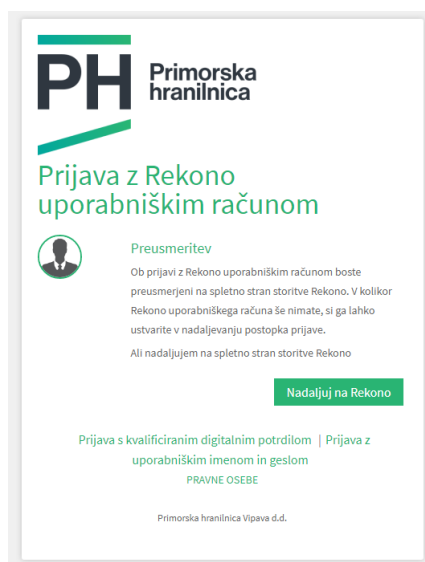 PH Primorska
hranilnica
Prijava z Rekono
uporabniškim računom
Preusmeritev
Ob prijavi z Rekono uporabniškim računom boste
preusmerjeni na spletno stran storitve Rekono. V kolikor
Rekono uporabniškega računa še nimate, si ga lahko
ustvarite v nadaljevanju postopka prijave.
Ali nadaljujem na spletno stran storitve Rekono
Nadaljuj na Rekono
Prijava s kvalificiranim digitalnim potrdilom | Prijava z
uporabniškim imenom in geslom
PRAVNE OSEBE
Primorska hranilnica Vipava d.d.